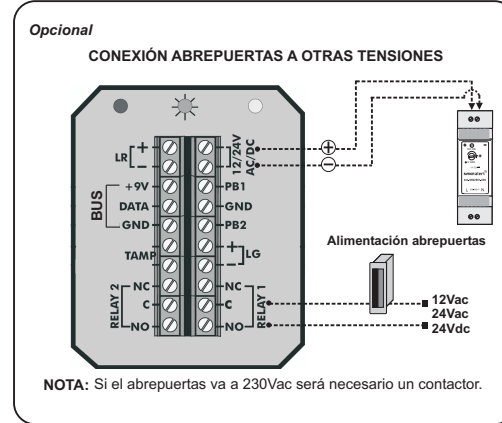 Opcional
CONEXIÓN ABREPUERTAS A OTRAS TENSIONES
LR + −
12/24V
AC/DC
BUS
+9V
DATA
GND
PB1
GND
PB2
TAMP
+ − LG
RELAY 2
NC
C
NO
NC
C
NO
RELAY 1
+
−
L N
Alimentación abrepuertas
12Vac
24Vac
24Vdc
NOTA: Si el abrepuertas va a 230Vac será necesario un contactor.